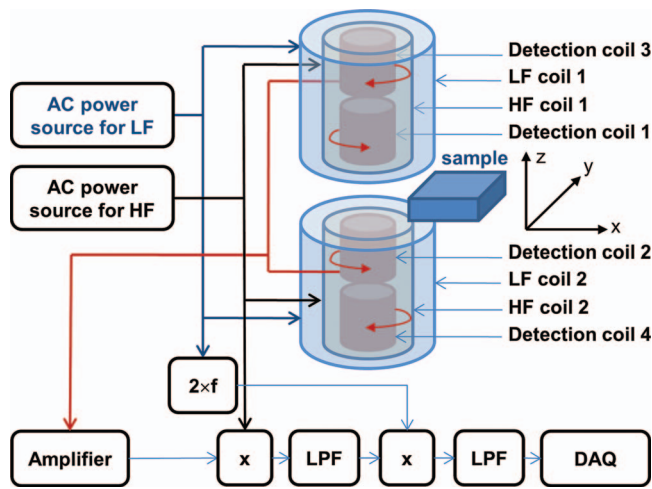 AC power
source for LF
AC power
source for HF
Detection coil 3
LF coil 1
HF coil 1
Detection coil 1
sample
z
y
x
Detection coil 2
LF coil 2
HF coil 2
Detection coil 4
2×f
Amplifier
x
LPF
x
LPF
DAQ